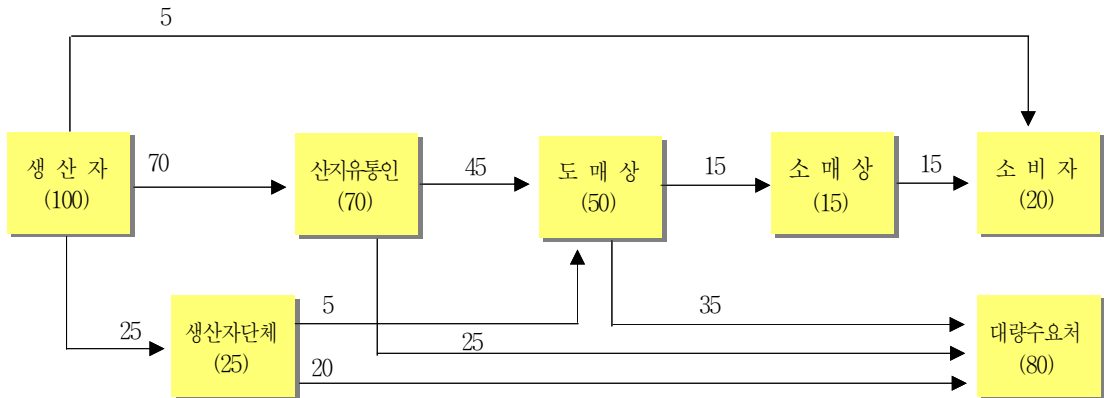 5
생 산 자
(100)
70
산지유통인
(70)
45
도 매 상
(50)
15
소 매 상
(15)
15
소 비 자
(20)
25
생산자단체
(25)
5
20
25
35
대량수요처
(80)